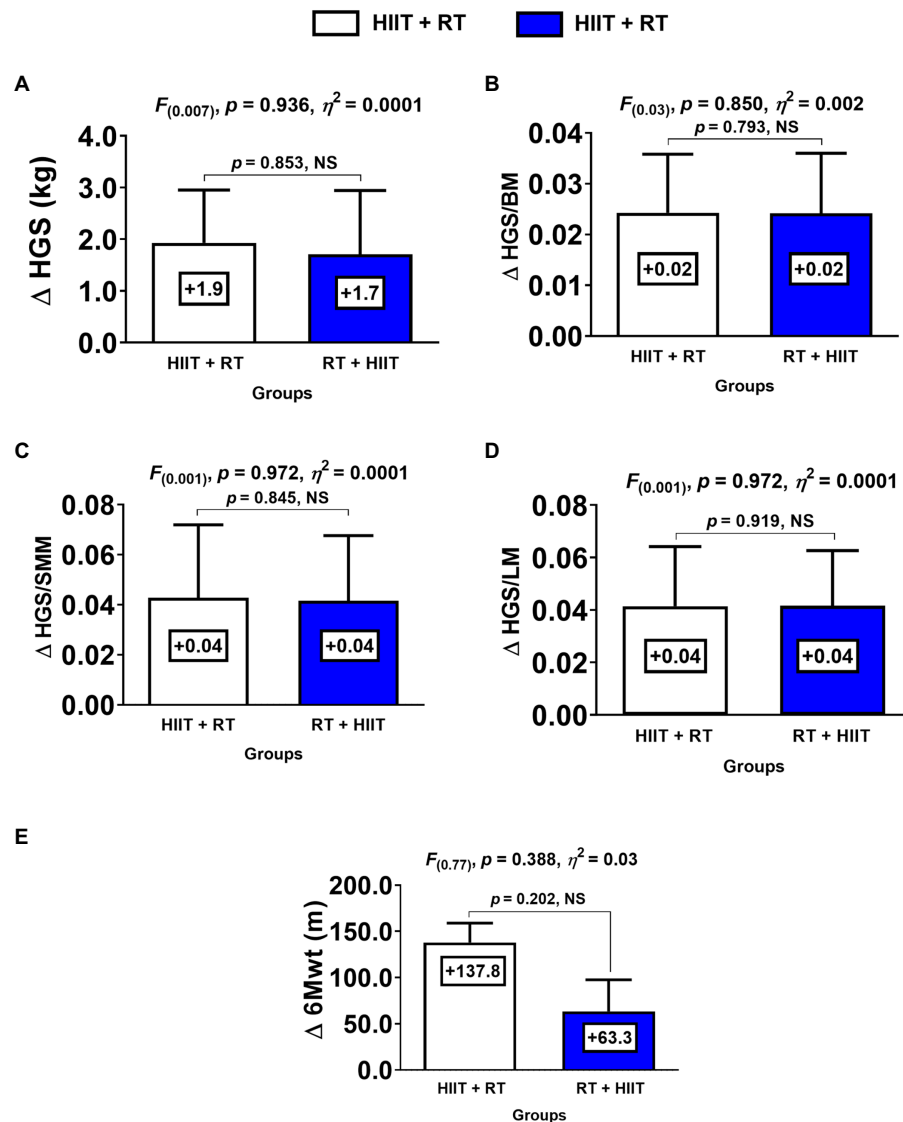 HIIT + RT HIIT + RT
A
F(0.007), p = 0.936, η2 = 0.0001
p = 0.853, NS
Δ HGS (kg)
4.0
3.0
2.0
1.0
0.0
+1.9
+1.7
HIIT + RT RT + HIIT
Groups
B
F(0.03), p = 0.850, η2 = 0.002
p = 0.793, NS
Δ HGS/BM
0.04
0.03
0.02
0.01
0.00
+0.02
+0.02
HIIT + RT RT + HIIT
Groups
C
F(0.001), p = 0.972, η2 = 0.0001
p = 0.845, NS
Δ HGS/SMM
0.08
0.06
0.04
0.02
0.00
+0.04
+0.04
HIIT + RT RT + HIIT
Groups
D
F(0.001), p = 0.972, η2 = 0.0001
p = 0.919, NS
Δ HGS/LM
0.08
0.06
0.04
0.02
0.00
+0.04
+0.04
HIIT + RT RT + HIIT
Groups
E
F(0.77), p = 0.388, η2 = 0.03
p = 0.202, NS
Δ 6Mwt (m)
200.0
150.0
100.0
50.0
0.0
+137.8
+63.3
HIIT + RT RT + HIIT
Groups